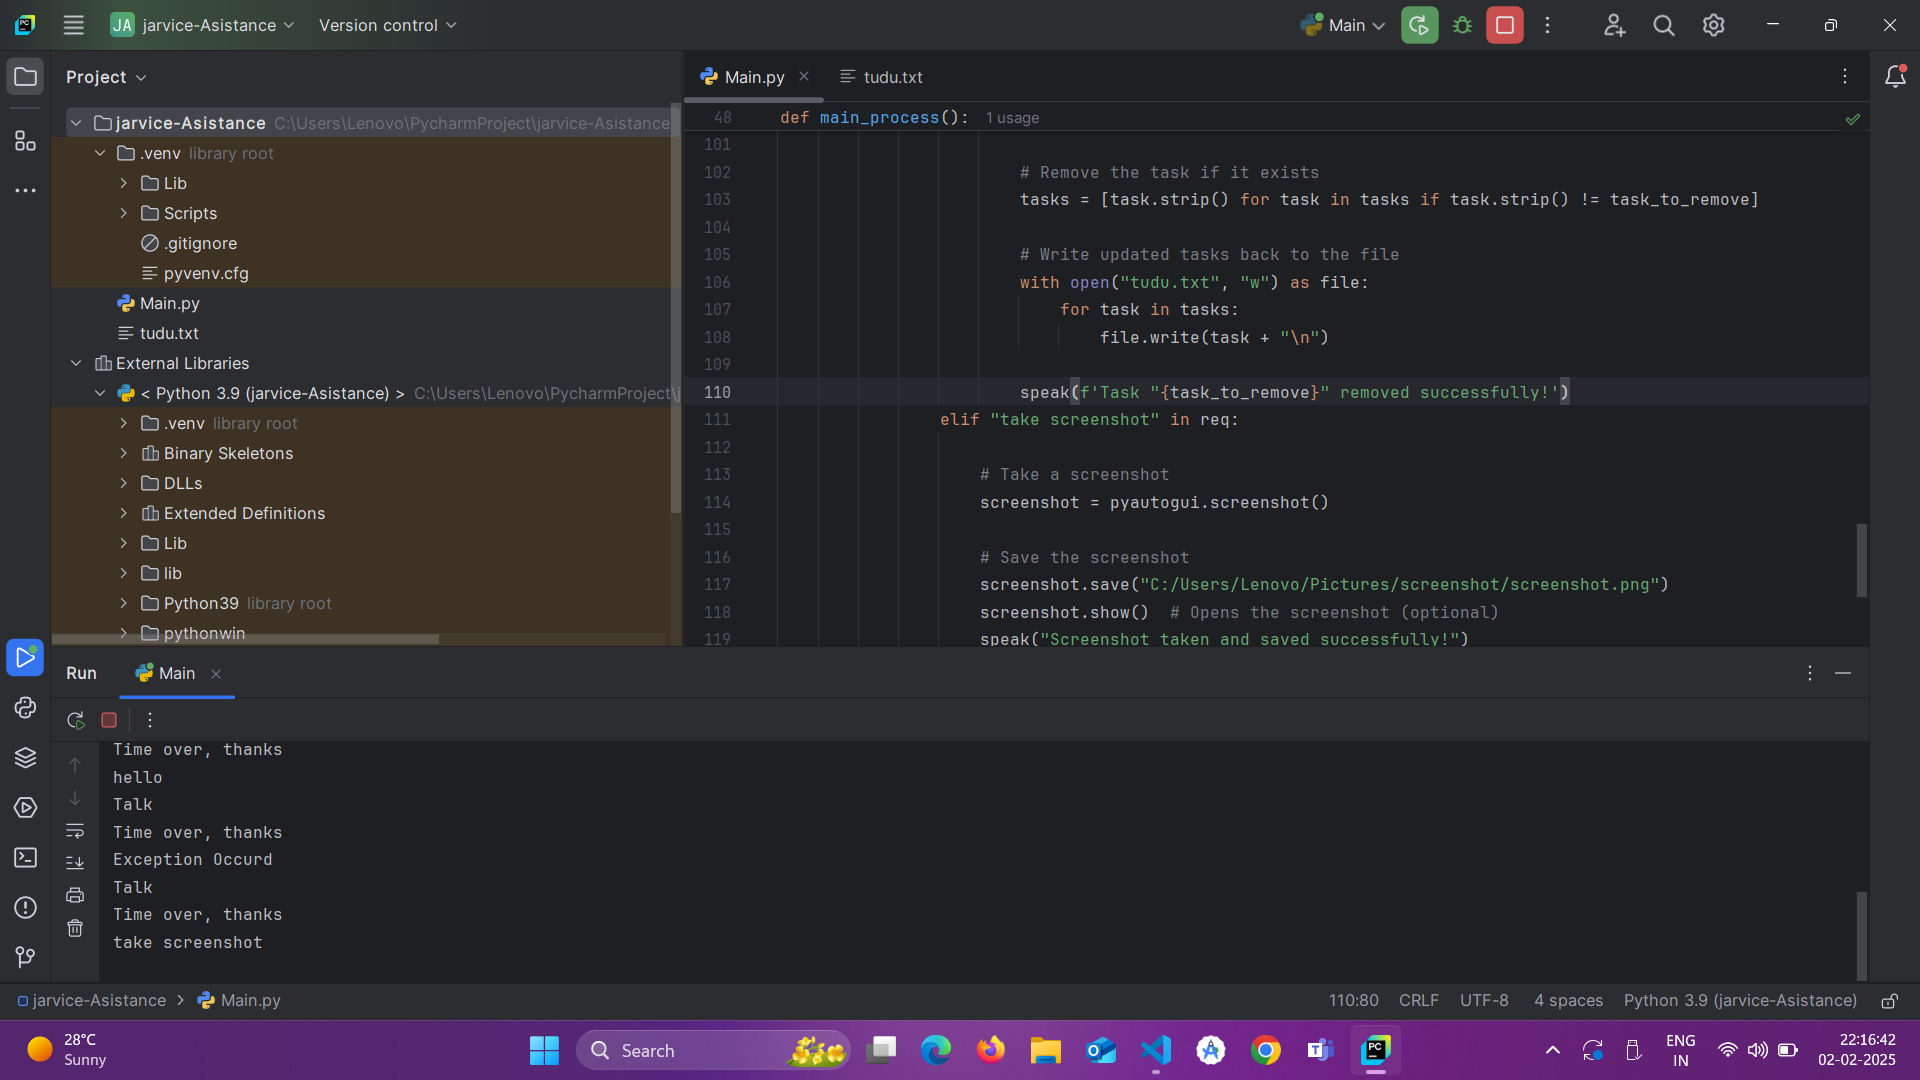 JA jarvice-Asistance Version control Main
Project
Main.py
tudu.txt
jarvice-Asistance C:\Users\Lenovo\PycharmProject\jarvice-Asistance
.venv library root
Lib
Scripts
.gitignore
pyvenv.cfg
Main.py
tudu.txt
External Libraries
< Python 3.9 (jarvice-Asistance) > C:\Users\Lenovo\PycharmProject\j
.venv library root
Binary Skeletons
DLLs
Extended Definitions
Lib
lib
Python39 library root
pythonwin
48 def main_process(): 1 usage
101
102 # Remove the task if it exists
103 tasks = [task.strip() for task in tasks if task.strip() != task_to_remove]
104
105 # Write updated tasks back to the file
106 with open("tudu.txt", "w") as file:
107 for task in tasks:
108 file.write(task + "\n")
109
110 speak(f'Task "{task_to_remove}" removed successfully!')
111 elif "take screenshot" in req:
112
113 # Take a screenshot
114 screenshot = pyautogui.screenshot()
115
116 # Save the screenshot
117 screenshot.save("C:/Users/Lenovo/Pictures/screenshot/screenshot.png")
118 screenshot.show() # Opens the screenshot (optional)
119 speak("Screenshot taken and saved successfully!")
Run Main
Time over, thanks
hello
Talk
Time over, thanks
Exception Occurd
Talk
Time over, thanks
take screenshot
jarvice-Asistance > Main.py 110:80 CRLF UTF-8 4 spaces Python 3.9 (jarvice-Asistance)
28°C
Sunny
Search
ENG
IN
22:16:42
02-02-2025